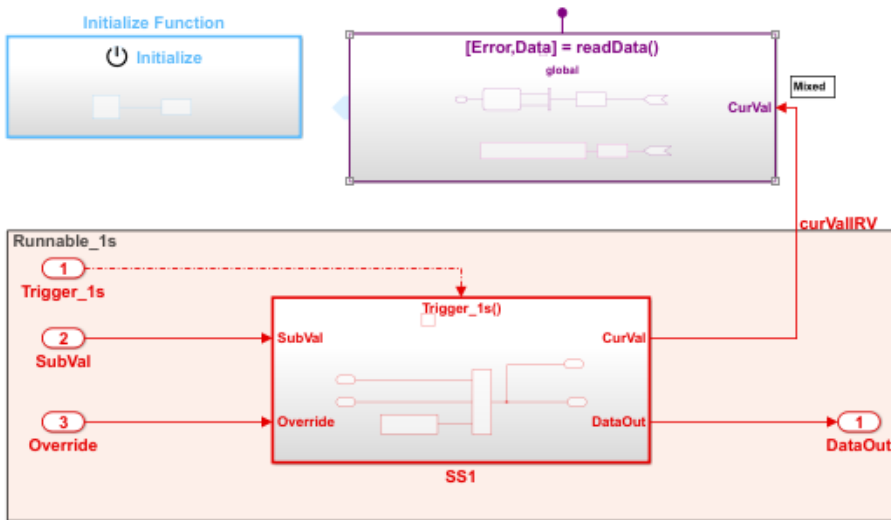 Initialize Function
Initialize
[Error,Data] = readData()
global
Mixed
CurVal
curValIRV
Runnable_1s
1
Trigger_1s
Trigger_1s()
2
SubVal
SubVal
CurVal
3
Override
Override
DataOut
1
DataOut
SS1